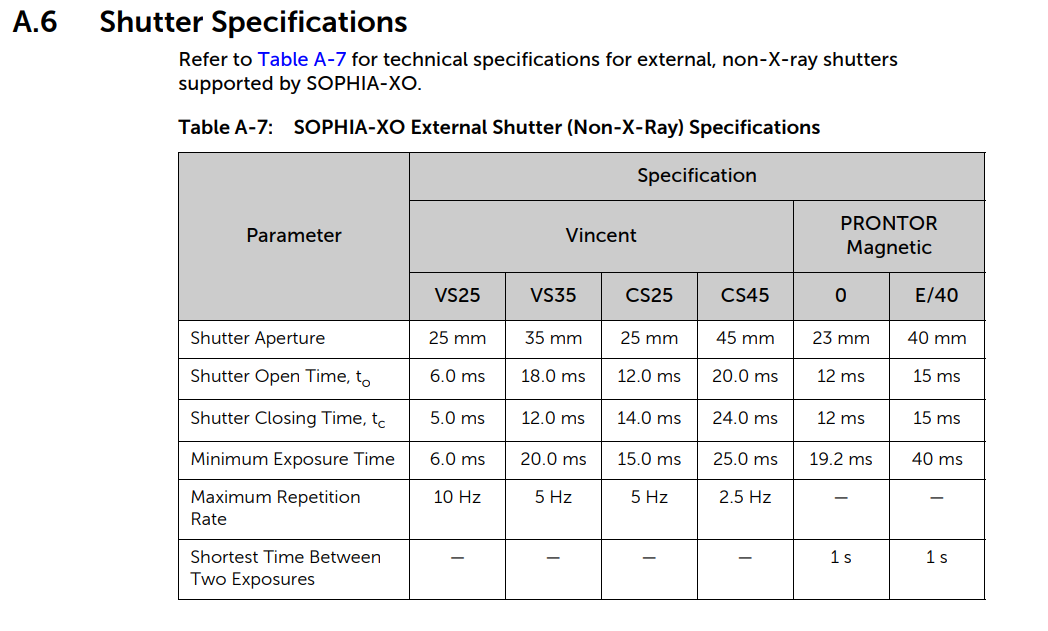 A.6 Shutter Specifications
Refer to Table A-7 for technical specifications for external, non-X-ray shutters
supported by SOPHIA-XO.
Table A-7: SOPHIA-XO External Shutter (Non-X-Ray) Specifications
Parameter
Specification
Vincent
PRONTOR
Magnetic
VS25 VS35 CS25 CS45 0 E/40
Shutter Aperture 25 mm 35 mm 25 mm 45 mm 23 mm 40 mm
Shutter Open Time, to 6.0 ms 18.0 ms 12.0 ms 20.0 ms 12 ms 15 ms
Shutter Closing Time, tc 5.0 ms 12.0 ms 14.0 ms 24.0 ms 12 ms 15 ms
Minimum Exposure Time 6.0 ms 20.0 ms 15.0 ms 25.0 ms 19.2 ms 40 ms
Maximum Repetition 10 Hz 5 Hz 5 Hz 2.5 Hz — —
Rate
Shortest Time Between — — — — 1 s 1 s
Two Exposures